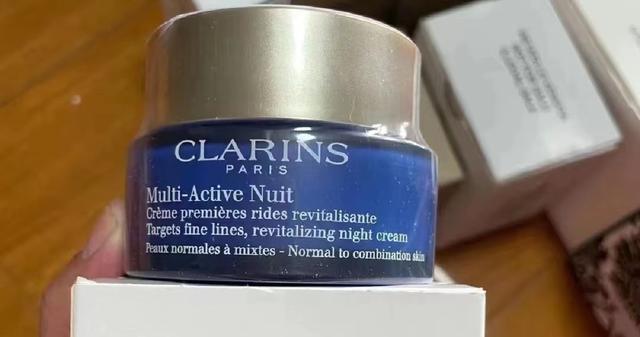 CLARINS
PARIS
Multi-Active Nuit
Crème premières rides revitalisante
Targets fine lines, revitalizing night cream
Peaux normales à mixtes - Normal to combination skin